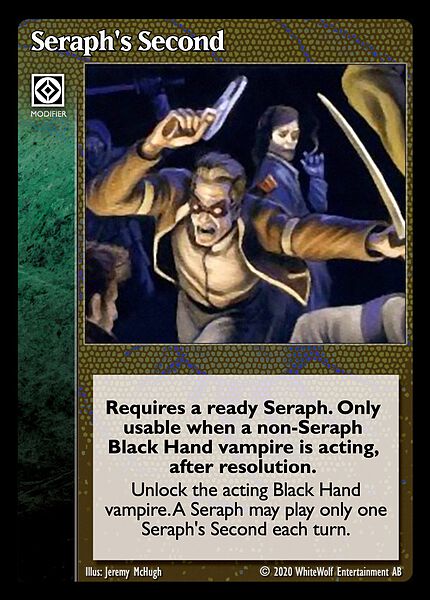 Seraph's Second
MODIFIER
Requires a ready Seraph. Only
usable when a non-Seraph
Black Hand vampire is acting,
after resolution.
Unlock the acting Black Hand
vampire. A Seraph may play only one
Seraph's Second each turn.
Illus: Jeremy McHugh © 2020 WhiteWolf Entertainment AB